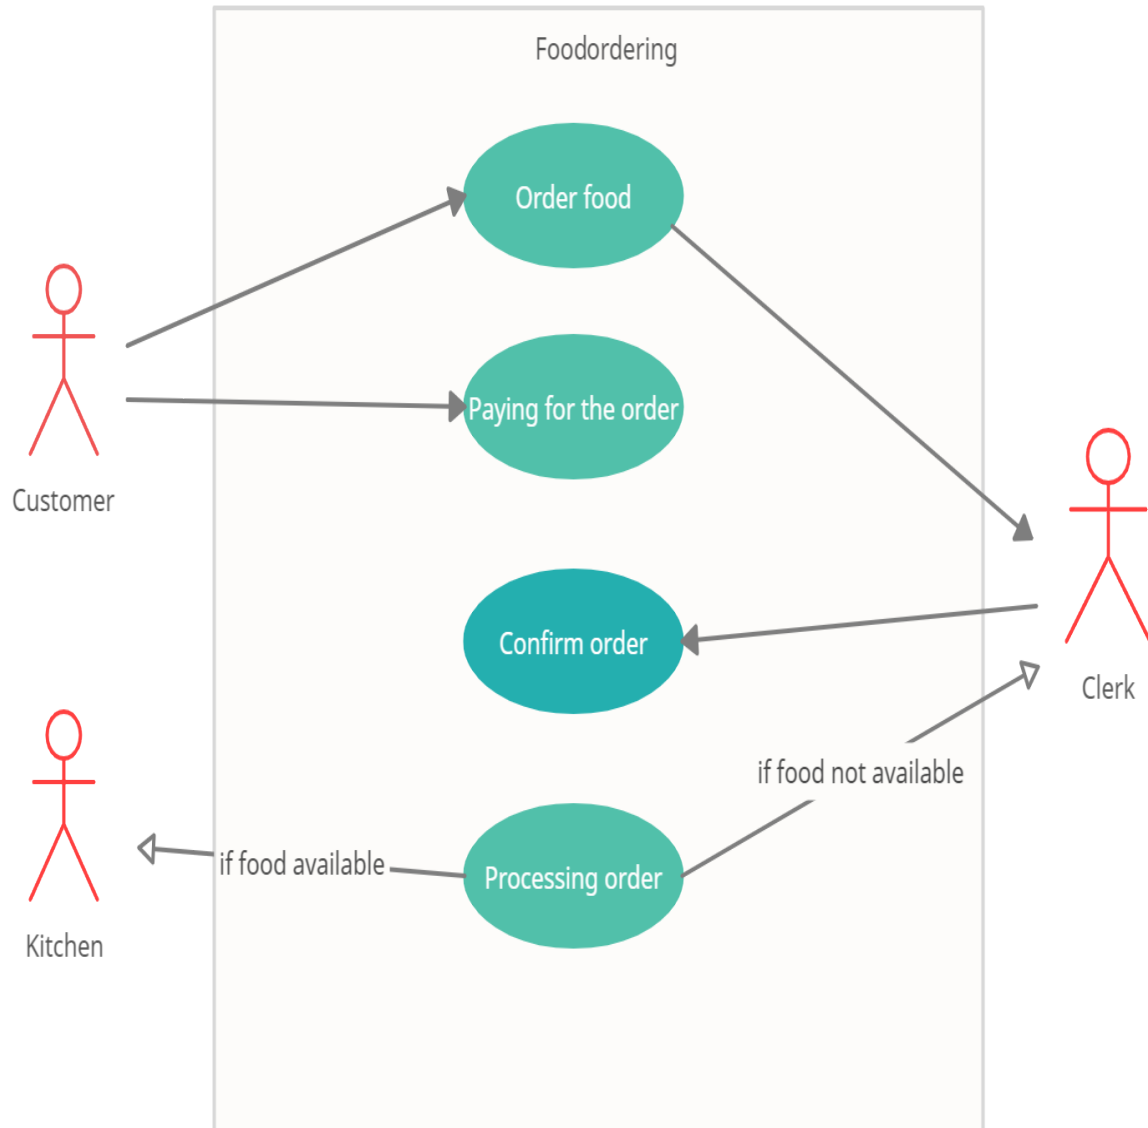 Foodordering
Order food
Paying for the order
Customer
Confirm order
Clerk
if food not available
if food available
Processing order
Kitchen